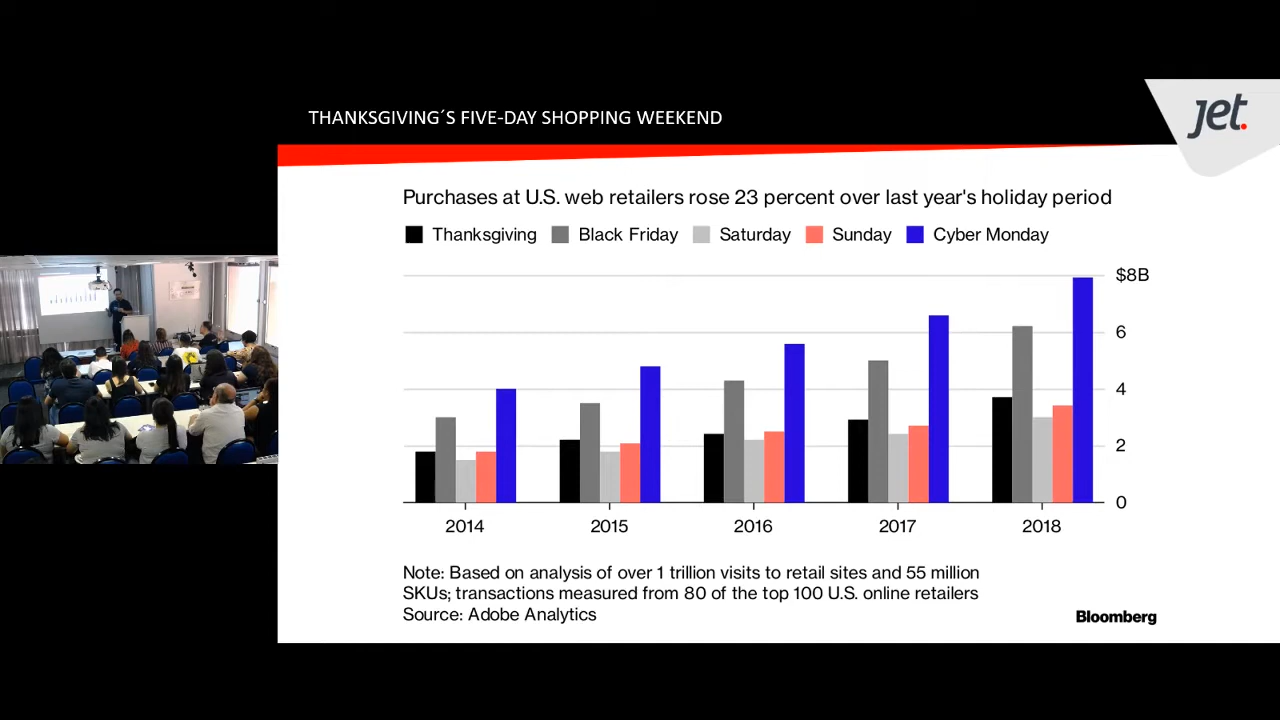 THANKSGIVING´S FIVE-DAY SHOPPING WEEKEND
jet.
Purchases at U.S. web retailers rose 23 percent over last year's holiday period
Thanksgiving Black Friday Saturday Sunday Cyber Monday
$8B
6
4
2
0
2014 2015 2016 2017 2018
Note: Based on analysis of over 1 trillion visits to retail sites and 55 million
SKUs; transactions measured from 80 of the top 100 U.S. online retailers
Source: Adobe Analytics
Bloomberg